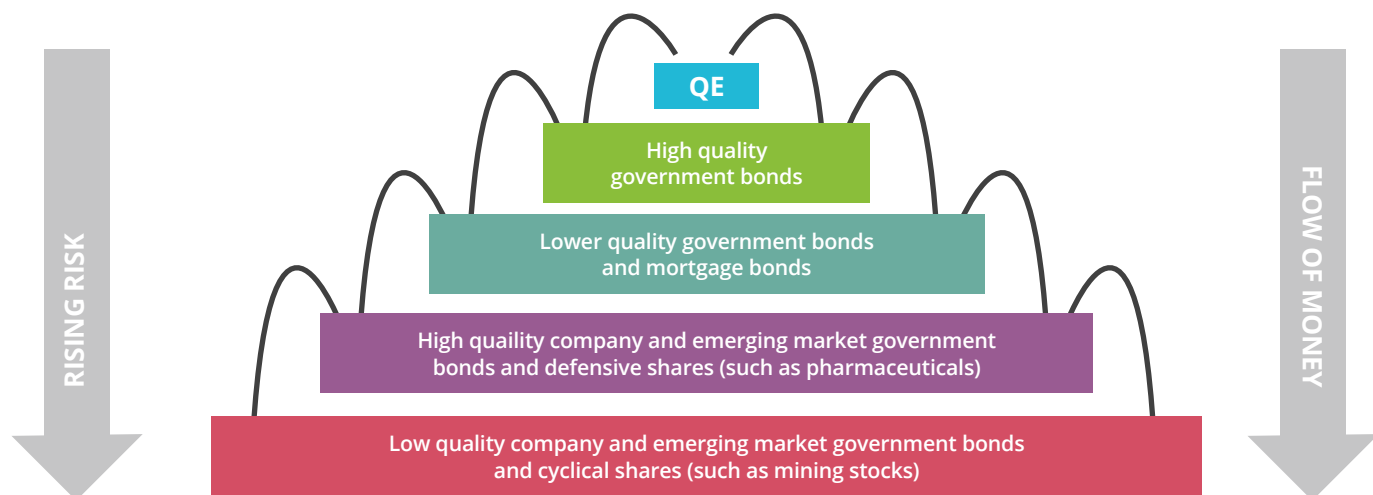 QE
High quality
government bonds
Lower quality government bonds
and mortgage bonds
High quaility company and emerging market government
bonds and defensive shares (such as pharmaceuticals)
Low quality company and emerging market government bonds
and cyclical shares (such as mining stocks)
RISING RISK
FLOW OF MONEY